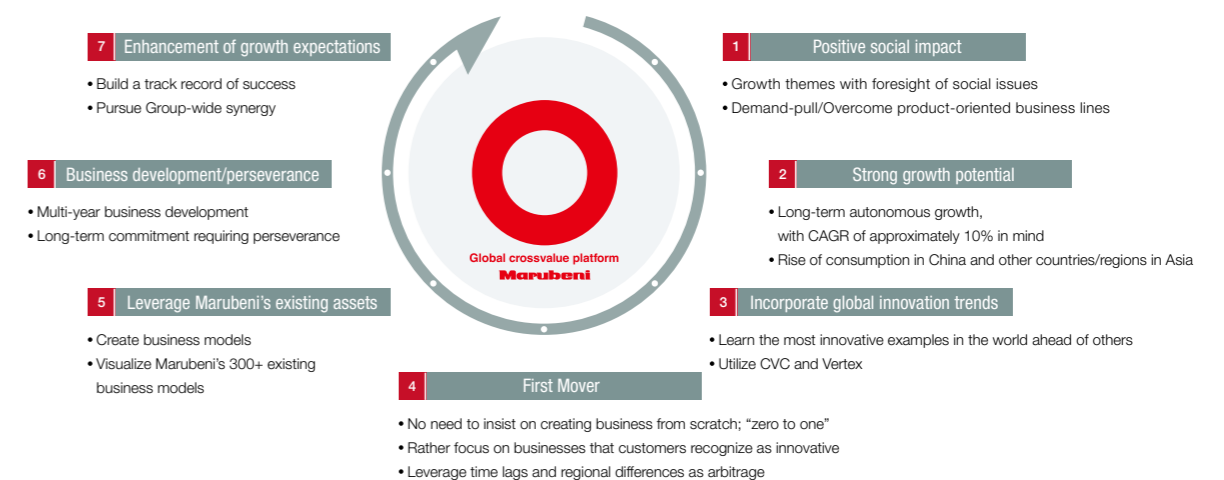 7 Enhancement of growth expectations
• Build a track record of success
• Pursue Group-wide synergy
1 Positive social impact
• Growth themes with foresight of social issues
• Demand-pull/Overcome product-oriented business lines
6 Business development/perseverance
• Multi-year business development
• Long-term commitment requiring perseverance
2 Strong growth potential
• Long-term autonomous growth,
with CAGR of approximately 10% in mind
• Rise of consumption in China and other countries/regions in Asia
Global crossvalue platform
Marubeni
5 Leverage Marubeni’s existing assets
• Create business models
• Visualize Marubeni’s 300+ existing
business models
3 Incorporate global innovation trends
• Learn the most innovative examples in the world ahead of others
• Utilize CVC and Vertex
4 First Mover
• No need to insist on creating business from scratch; “zero to one”
• Rather focus on businesses that customers recognize as innovative
• Leverage time lags and regional differences as arbitrage